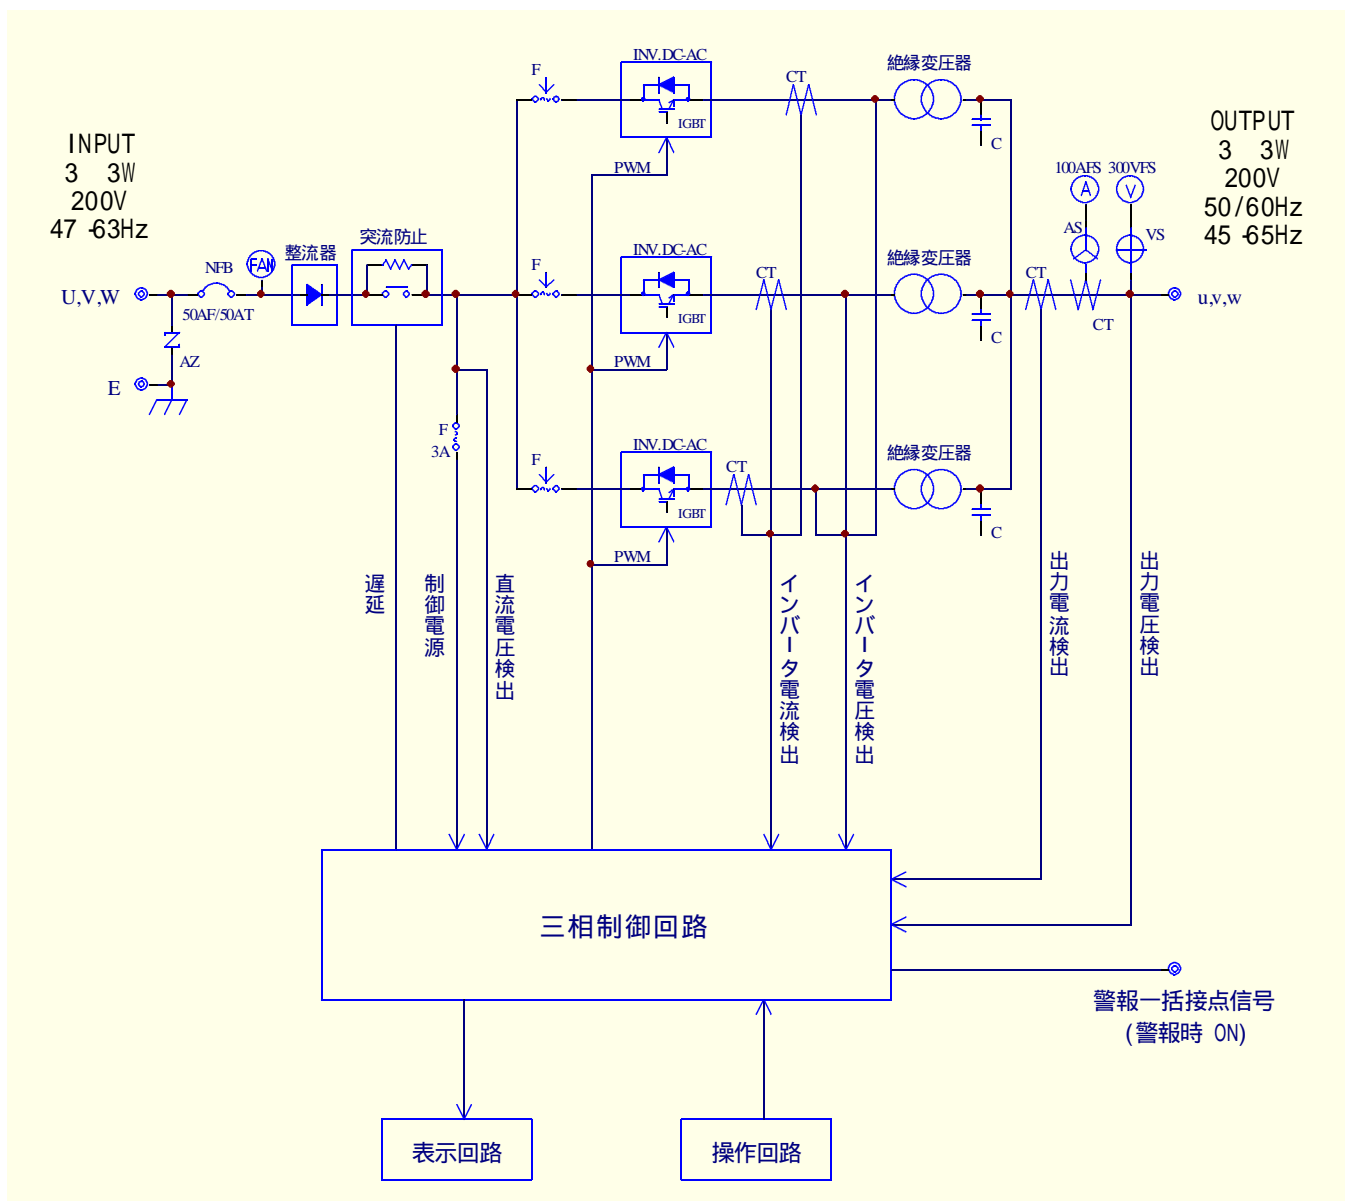 INPUT
3 3W
200V
47-63Hz
U,V,W
E
NFB
50AF/50AT
AZ
FAN
整流器
突流防止
F
3A
F
INV.DC-AC
IGBT
PWM
CT
絶縁変圧器
C
F
INV.DC-AC
IGBT
PWM
CT
絶縁変圧器
C
F
INV.DC-AC
IGBT
PWM
CT
絶縁変圧器
C
OUTPUT
3 3W
200V
50/60Hz
45-65Hz
100AFS
300VFS
A
V
AS
VS
CT
CT
u,v,w
遅延
制御電源
直流電圧検出
インバータ電流検出
インバータ電圧検出
出力電流検出
出力電圧検出
三相制御回路
警報一括接点信号
(警報時 ON)
表示回路
操作回路